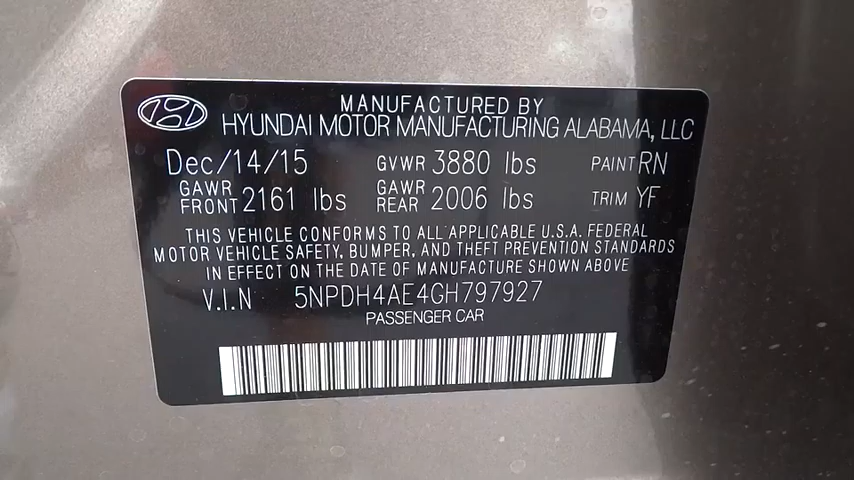 MANUFACTURED BY
HYUNDAI MOTOR MANUFACTURING ALABAMA, LLC
Dec/14/15 GVWR 3880 lbs PAINT RN
GAWR FRONT 2161 lbs GAWR REAR 2006 lbs TRIM YF
THIS VEHICLE CONFORMS TO ALL APPLICABLE U.S.A. FEDERAL
MOTOR VEHICLE SAFETY, BUMPER, AND THEFT PREVENTION STANDARDS
IN EFFECT ON THE DATE OF MANUFACTURE SHOWN ABOVE
V.I.N 5NPDH4AE4GH797927
PASSENGER CAR